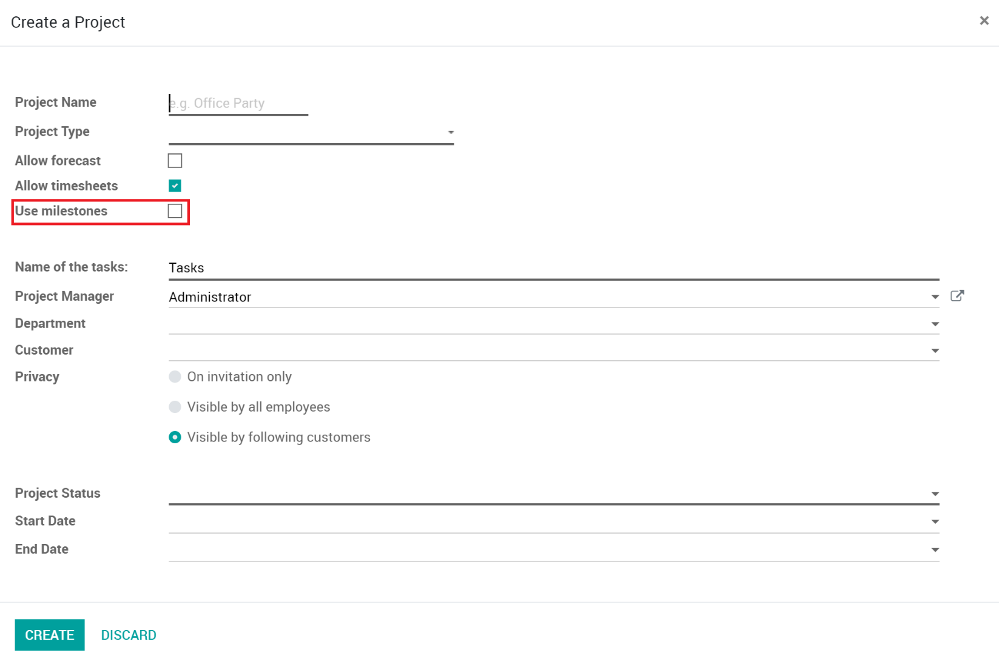 Create a Project
×
Project Name e.g. Office Party
Project Type
Allow forecast
Allow timesheets
Use milestones
Name of the tasks: Tasks
Project Manager Administrator
Department
Customer
Privacy On invitation only
Visible by all employees
Visible by following customers
Project Status
Start Date
End Date
CREATE DISCARD